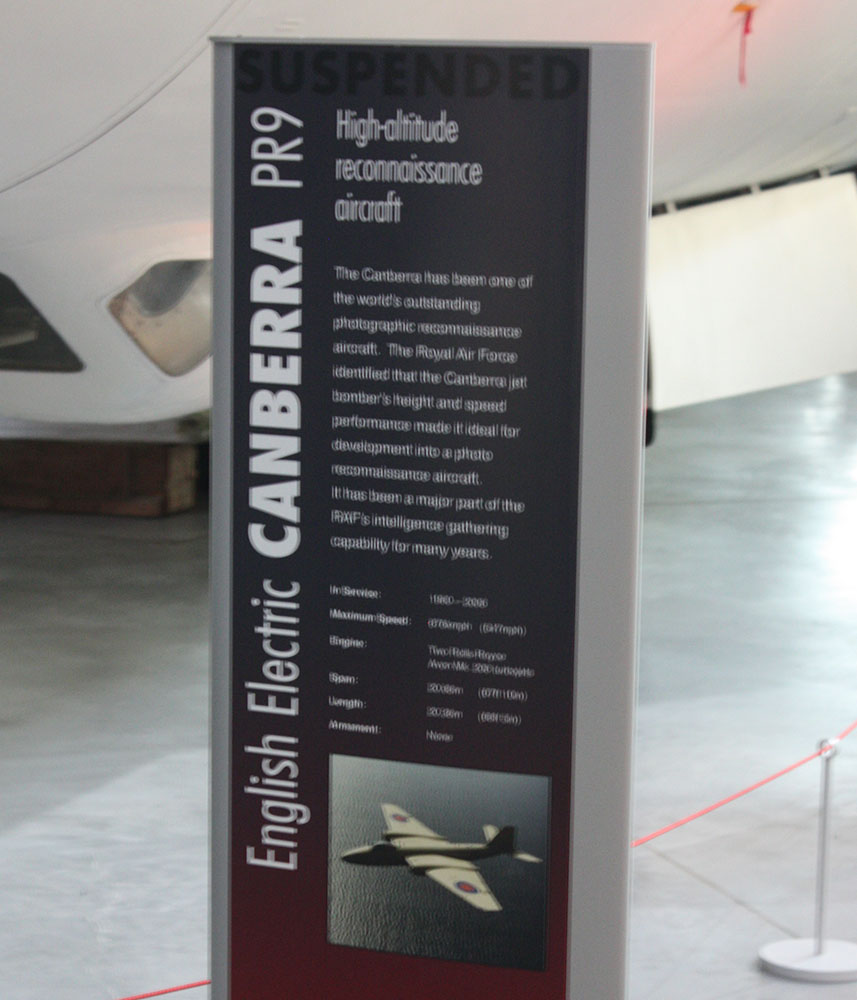 SUSPENDED
English Electric CANBERRA PR9
High-altitude
reconnaissance
aircraft
The Canberra has been one of
the world's outstanding
photographic reconnaissance
aircraft. The Royal Air Force
identified that the Canberra jet
bomber's height and speed
performance made it ideal for
development into a photo
reconnaissance aircraft.
It has been a major part of the
RAF's intelligence gathering
capability for many years.
In Service:
Maximum Speed:
Engine: Two Rolls-Royce
Span:
Length:
Armament: None